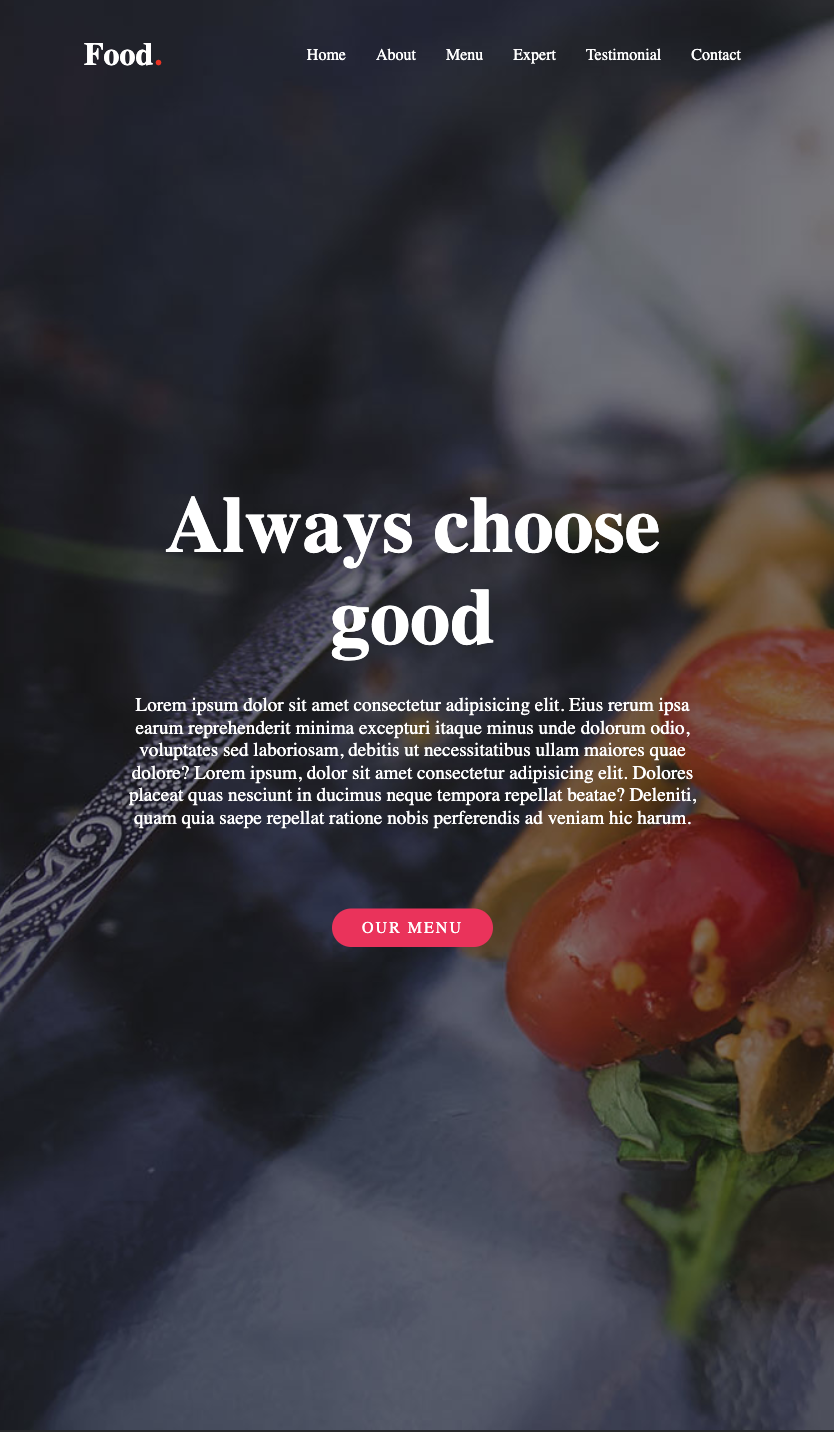 Food.
Home About Menu Expert Testimonial Contact
Always choose
good
Lorem ipsum dolor sit amet consectetur adipisicing elit. Eius rerum ipsa
earum reprehenderit minima excepturi itaque minus unde dolorum odio,
voluptates sed laboriosam, debitis ut necessitatibus ullam maiores quae
dolore? Lorem ipsum, dolor sit amet consectetur adipisicing elit. Dolores
placeat quas nesciunt in ducimus neque tempora repellat beatae? Deleniti,
quam quia saepe repellat ratione nobis perferendis ad veniam hic harum.
OUR MENU